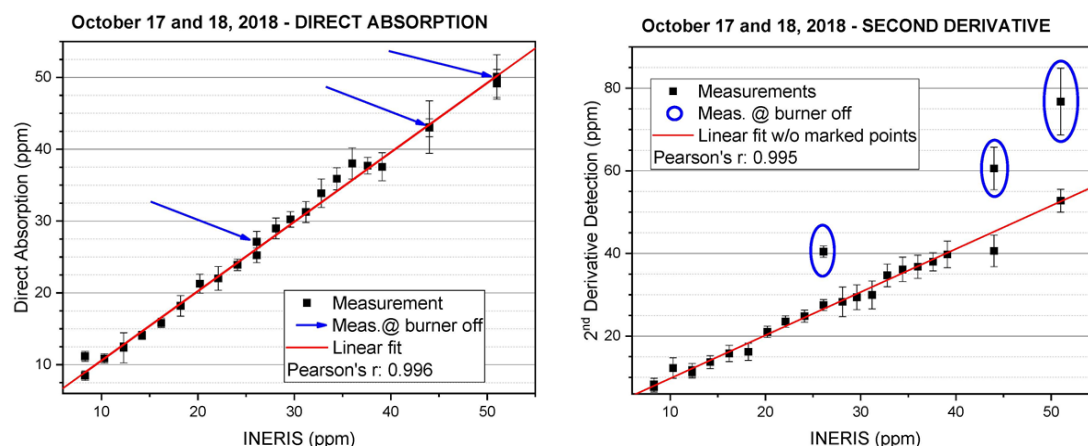 October 17 and 18, 2018 - DIRECT ABSORPTION
Direct Absorption (ppm)
50
40
30
20
10
Measurement
Meas.@ burner off
Linear fit
Pearson's r: 0.996
10 20 30 40 50
INERIS (ppm)
October 17 and 18, 2018 - SECOND DERIVATIVE
2nd Derivative Detection (ppm)
80
60
40
20
Measurements
Meas. @ burner off
Linear fit w/o marked points
Pearson's r: 0.995
10 20 30 40 50
INERIS (ppm)